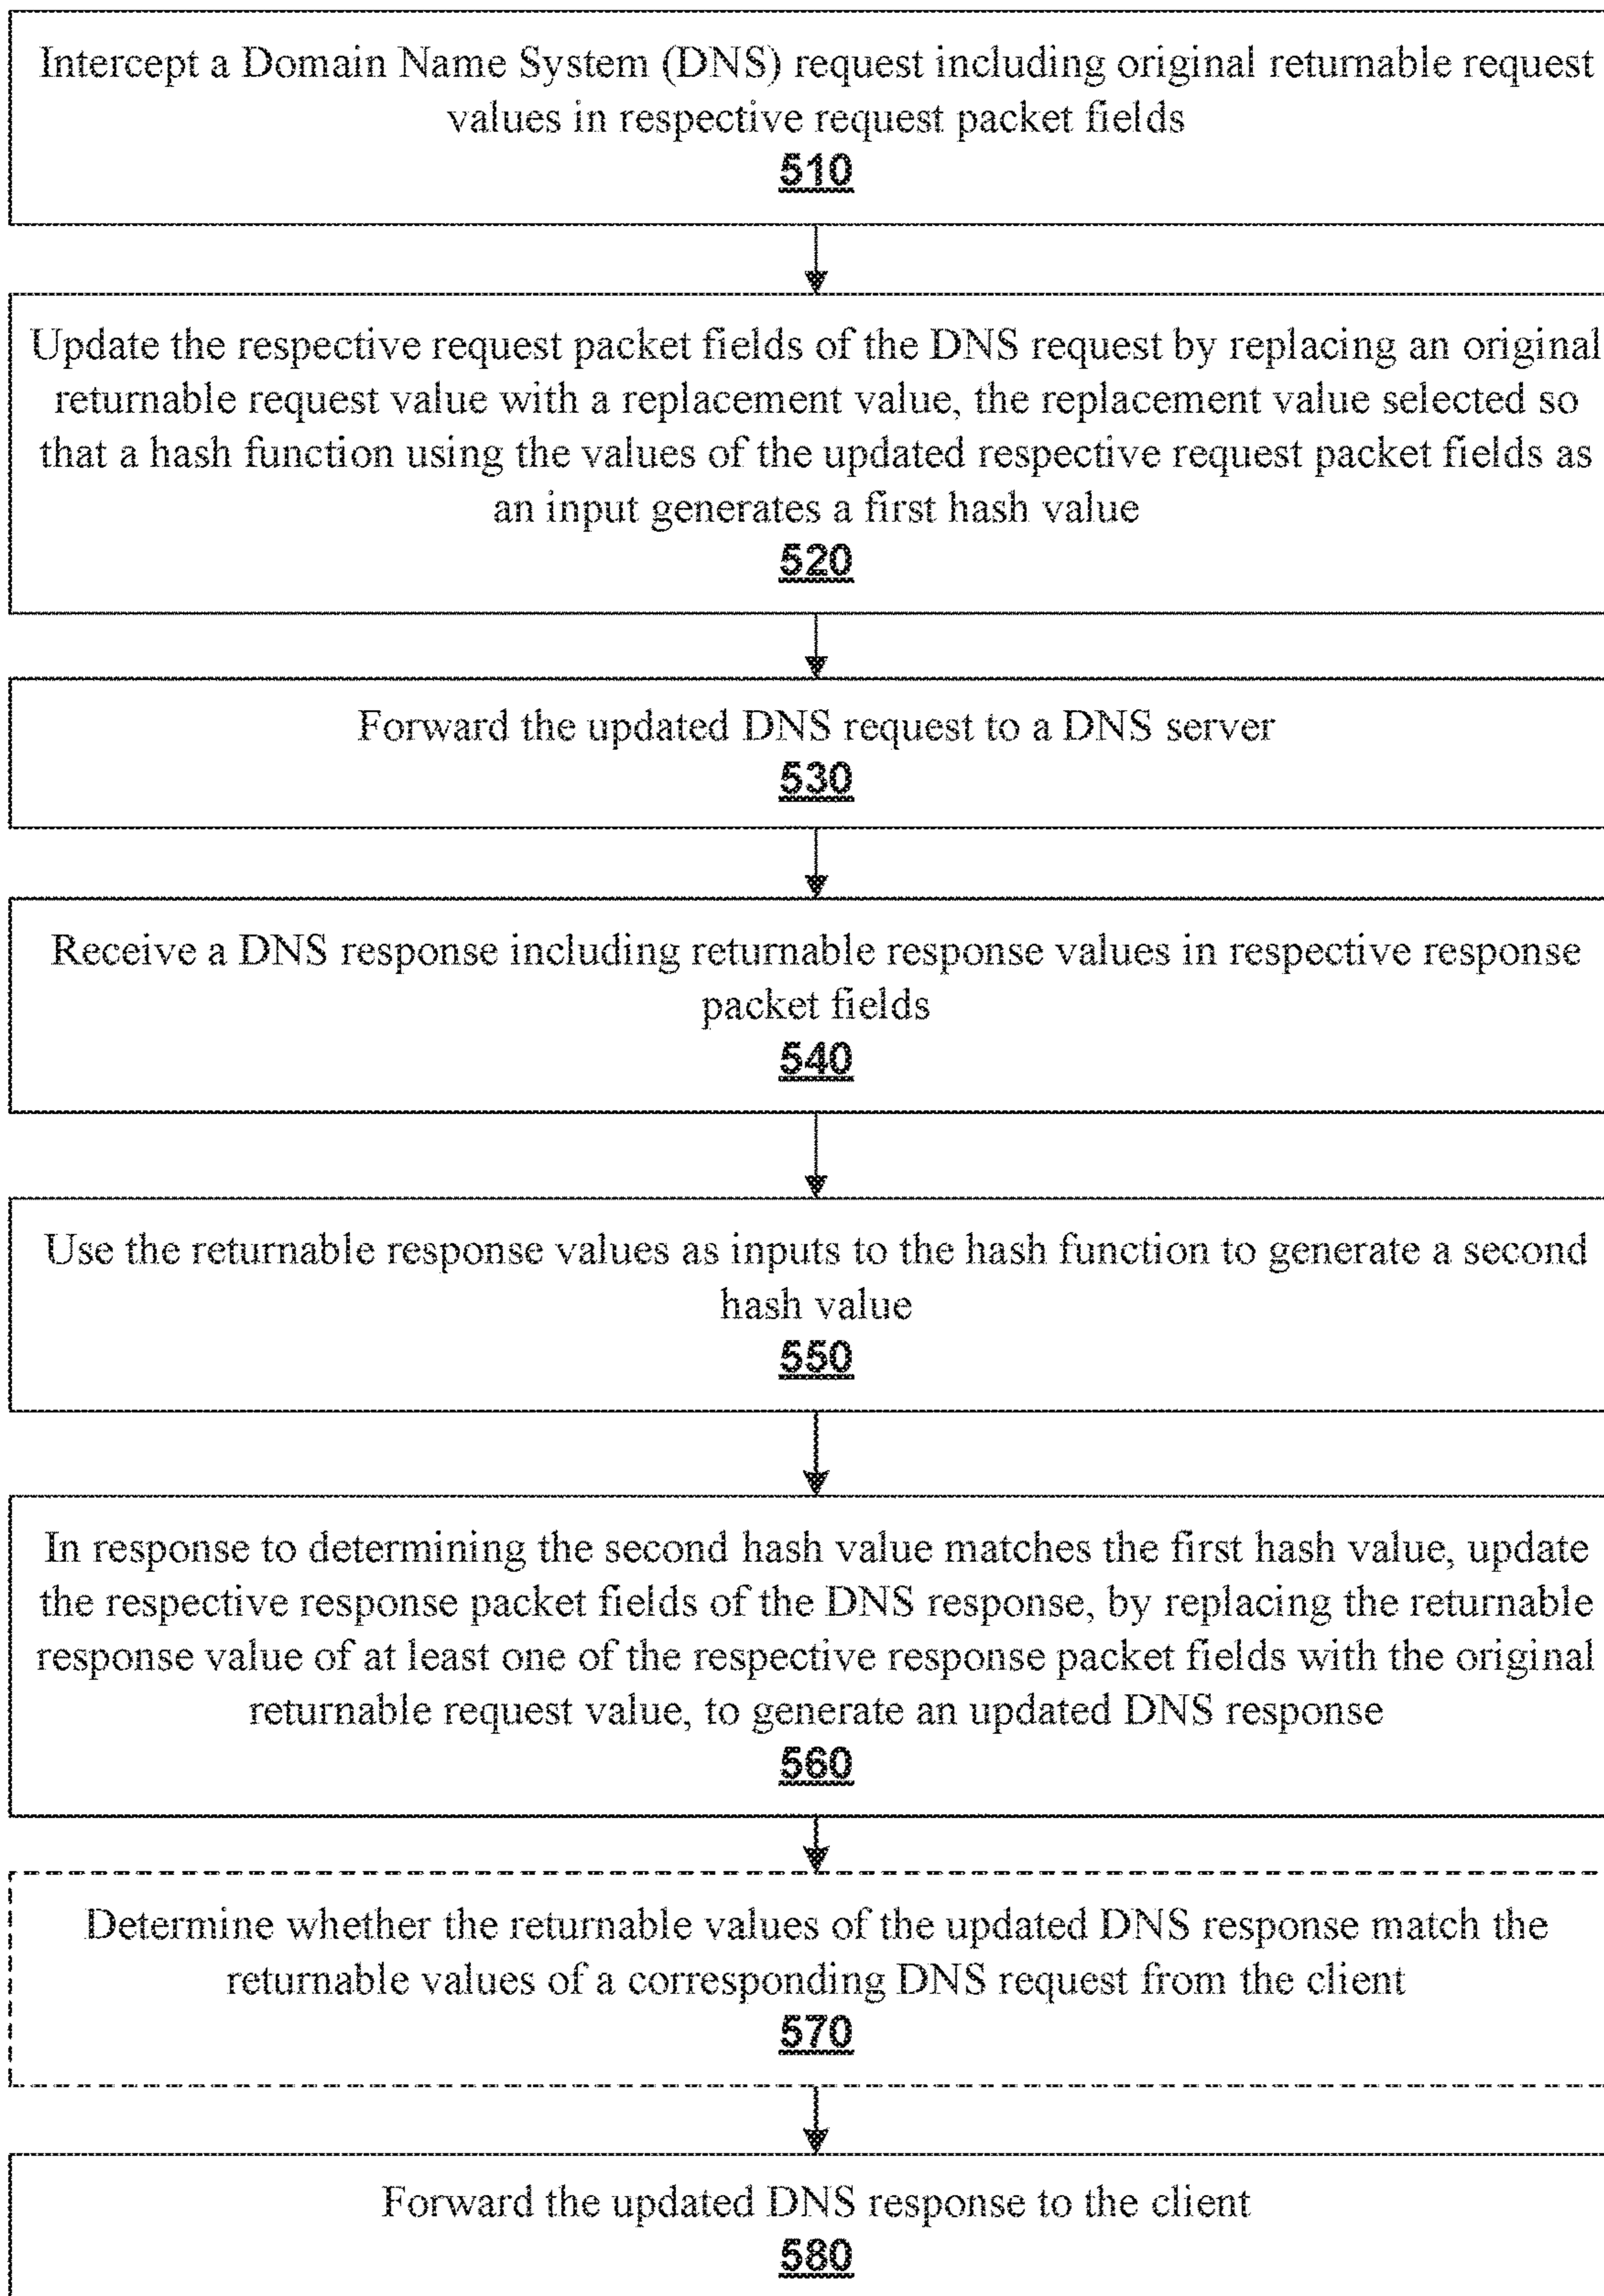 Intercept a Domain Name System (DNS) request including original returnable request
values in respective request packet fields
510
Update the respective request packet fields of the DNS request by replacing an original
returnable request value with a replacement value, the replacement value selected so
that a hash function using the values of the updated respective request packet fields as
an input generates a first hash value
520
Forward the updated DNS request to a DNS server
530
Receive a DNS response including returnable response values in respective response
packet fields
540
Use the returnable response values as inputs to the hash function to generate a second
hash value
550
In response to determining the second hash value matches the first hash value, update
the respective response packet fields of the DNS response, by replacing the returnable
response value of at least one of the respective response packet fields with the original
returnable request value, to generate an updated DNS response
560
Determine whether the returnable values of the updated DNS response match the
returnable values of a corresponding DNS request from the client
570
Forward the updated DNS response to the client
580